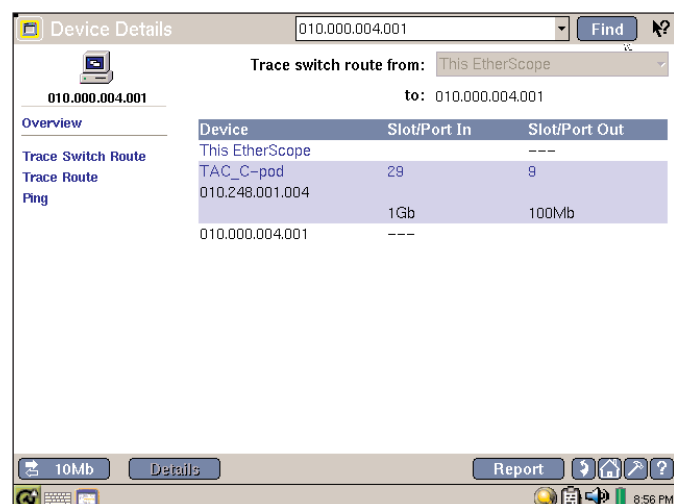 Device Details 010.000.004.001 Find
Trace switch route from: This EtherScope
010.000.004.001 to: 010.000.004.001
Overview
Trace Switch Route
Trace Route
Ping
Device Slot/Port In Slot/Port Out
This EtherScope ---
TAC_C-pod 29 9
010.248.001.004
1Gb 100Mb
010.000.004.001 ---
10Mb Details Report ?
8:56 PM